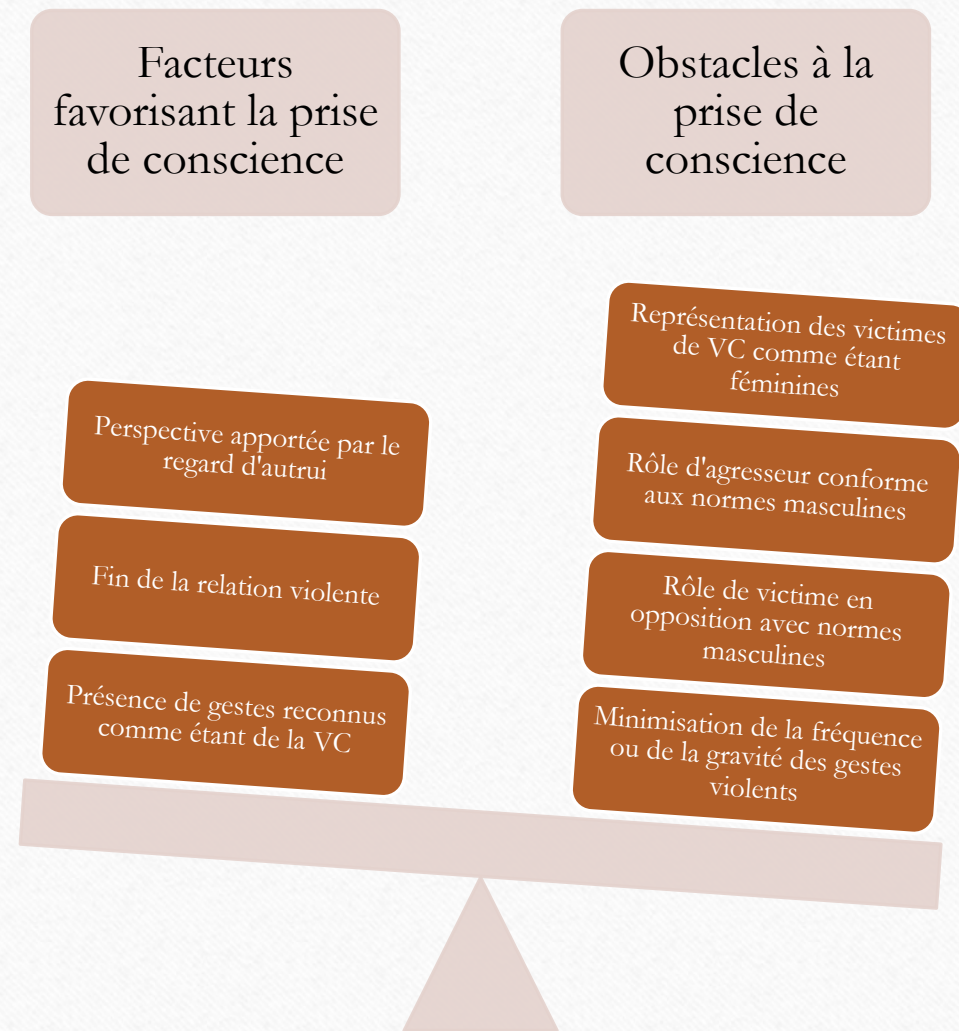 Facteurs
favorisant la prise
de conscience
Obstacles à la
prise de
conscience
Perspective apportée par le
regard d'autrui
Fin de la relation violente
Présence de gestes reconnus
comme étant de la VC
Représentation des victimes
de VC comme étant
féminines
Rôle d'agresseur conforme
aux normes masculines
Rôle de victime en
opposition avec normes
masculines
Minimisation de la fréquence
ou de la gravité des gestes
violents